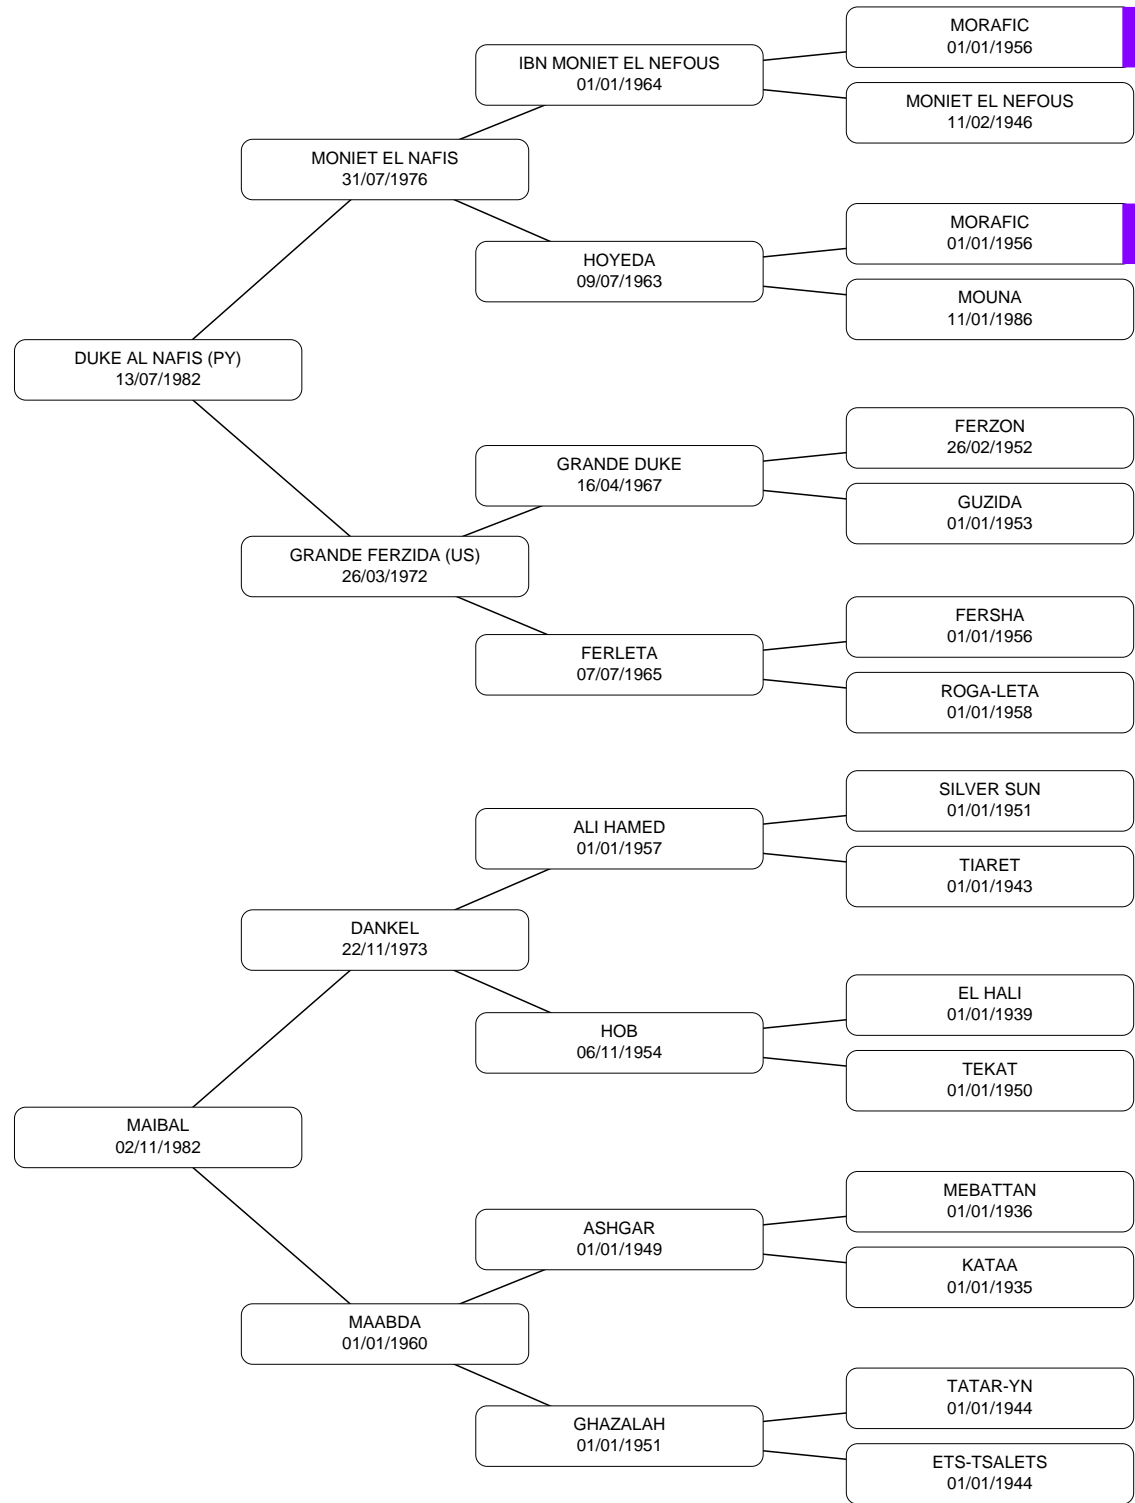 MORAFIC
01/01/1956
IBN MONIET EL NEFOUS
01/01/1964
MONIET EL NEFOUS
11/02/1946
MONIET EL NAFIS
31/07/1976
MORAFIC
01/01/1956
HOYEDA
09/07/1963
MOUNA
11/01/1986
DUKE AL NAFIS (PY)
13/07/1982
FERZON
26/02/1952
GRANDE DUKE
16/04/1967
GUZIDA
01/01/1953
GRANDE FERZIDA (US)
26/03/1972
FERSHA
01/01/1956
FERLETA
07/07/1965
ROGA-LETA
01/01/1958
SILVER SUN
01/01/1951
ALI HAMED
01/01/1957
TIARET
01/01/1943
DANKEL
22/11/1973
EL HALI
01/01/1939
HOB
06/11/1954
TEKAT
01/01/1950
MAIBAL
02/11/1982
MEBATTAN
01/01/1936
ASHGAR
01/01/1949
KATAA
01/01/1935
MAABDA
01/01/1960
TATAR-YN
01/01/1944
GHAZALAH
01/01/1951
ETS-TSALETS
01/01/1944